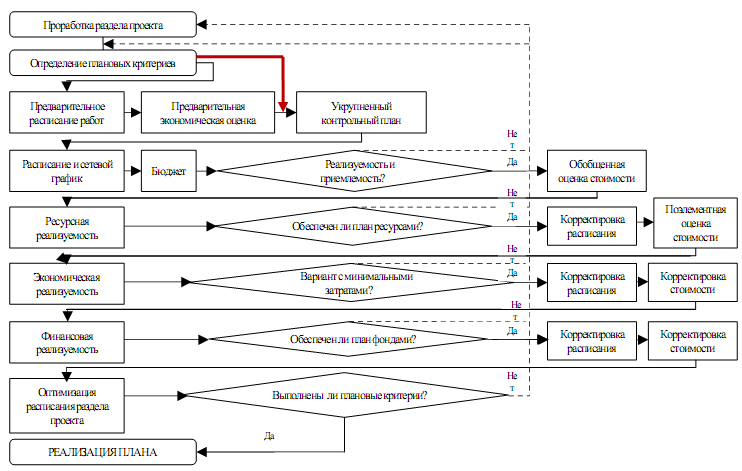 Проработка раздела проекта
Определение плановых критериев
Предварительное
расписание работ
Предварительная
экономическая оценка
Укрупненный
контрольный план
Не
т
Расписание и сетевой
график
Бюджет
Реализуемость и
приемлемость?
Да
Обобщенная
оценка стоимости
Не
т
Ресурсная
реализуемость
Обеспечен ли план ресурсами?
Да
Корректировка
расписания
Поэлементная
оценка
стоимости
Не
т
Экономическая
реализуемость
Вариант с минимальными
затратами?
Да
Корректировка
расписания
Корректировка
стоимости
Не
т
Финансовая
реализуемость
Обеспечен ли план фондами?
Да
Корректировка
расписания
Корректировка
стоимости
Не
т
Оптимизация
расписания раздела
проекта
Выполнены ли плановые критерии?
Да
РЕАЛИЗАЦИЯ ПЛАНА